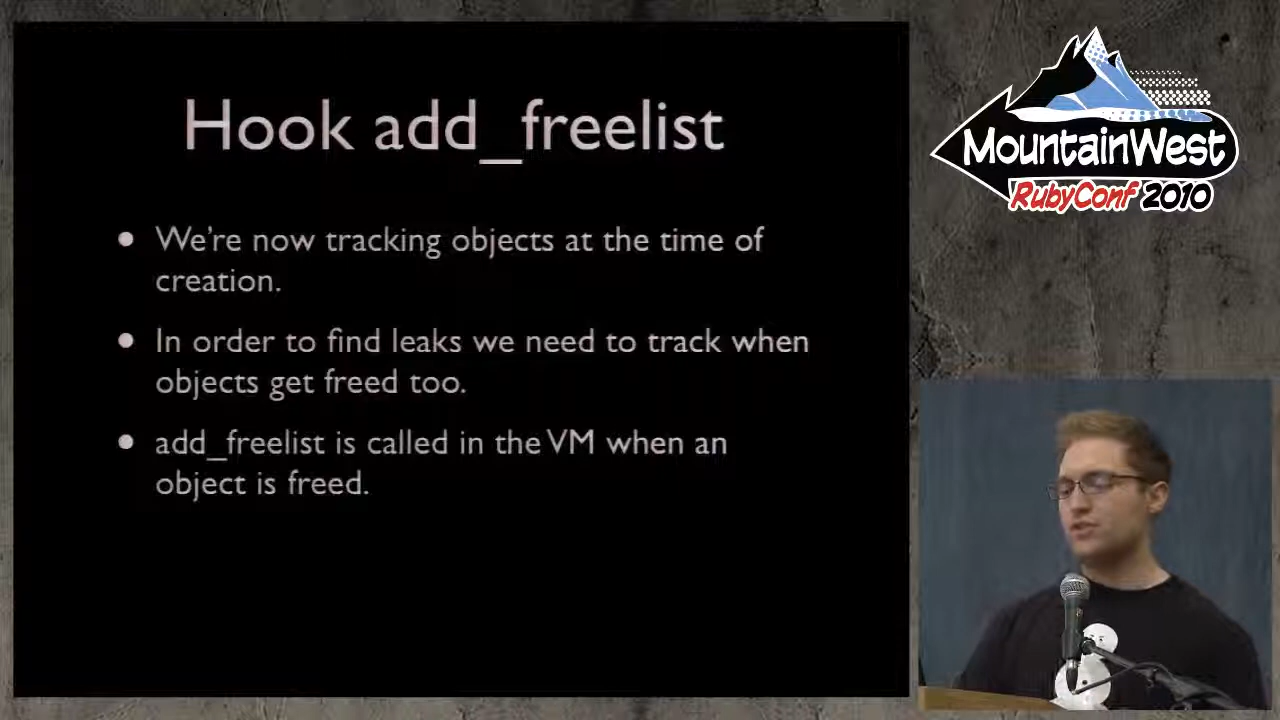 Hook add_freelist
We're now tracking objects at the time of
creation.
In order to find leaks we need to track when
objects get freed too.
add_freelist is called in the VM when an
object is freed.
MountainWest
RubyConf 2010